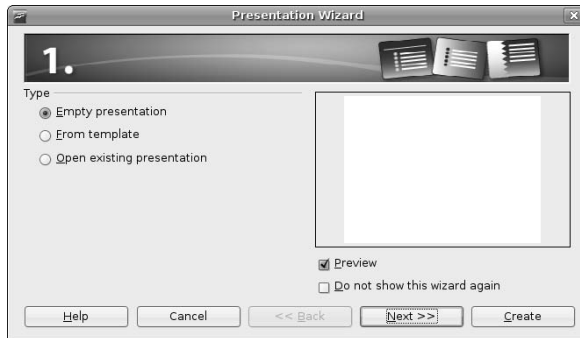 Presentation Wizard
1.
Type
Empty presentation
From template
Open existing presentation
Preview
Do not show this wizard again
Help
Cancel
<< Back
Next >>
Create